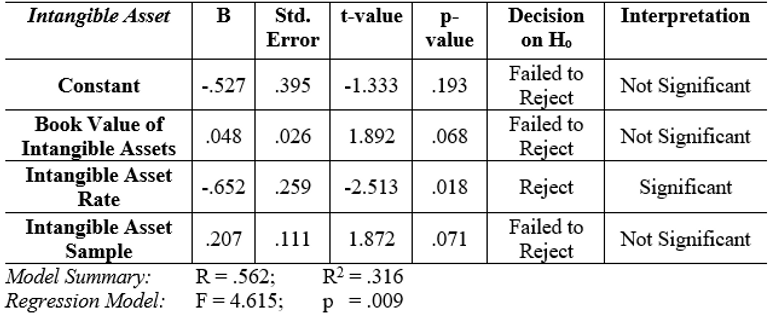 Intangible Asset B Std. Error t-value p-value Decision on H₀ Interpretation
Constant -.527 .395 -1.333 .193 Failed to Reject Not Significant
Book Value of Intangible Assets .048 .026 1.892 .068 Failed to Reject Not Significant
Intangible Asset Rate -.652 .259 -2.513 .018 Reject Significant
Intangible Asset Sample .207 .111 1.872 .071 Failed to Reject Not Significant
Model Summary: R = .562; R² = .316
Regression Model: F = 4.615; p = .009